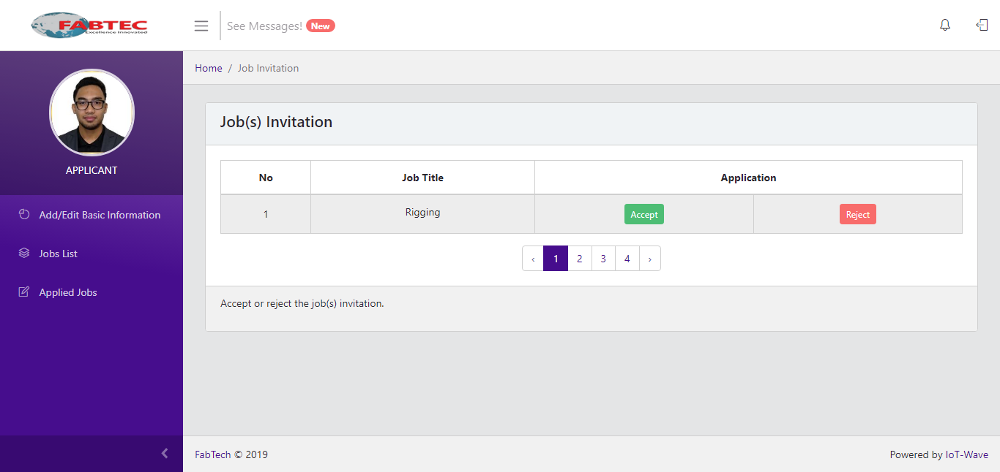 FABTEC
Excellence Innovated
See Messages! New
APPLICANT
Add/Edit Basic Information
Jobs List
Applied Jobs
Home / Job Invitation
Job(s) Invitation
No Job Title Application
1 Rigging Accept Reject
‹ 1 2 3 4 ›
Accept or reject the job(s) invitation.
FabTech © 2019 Powered by IoT-Wave